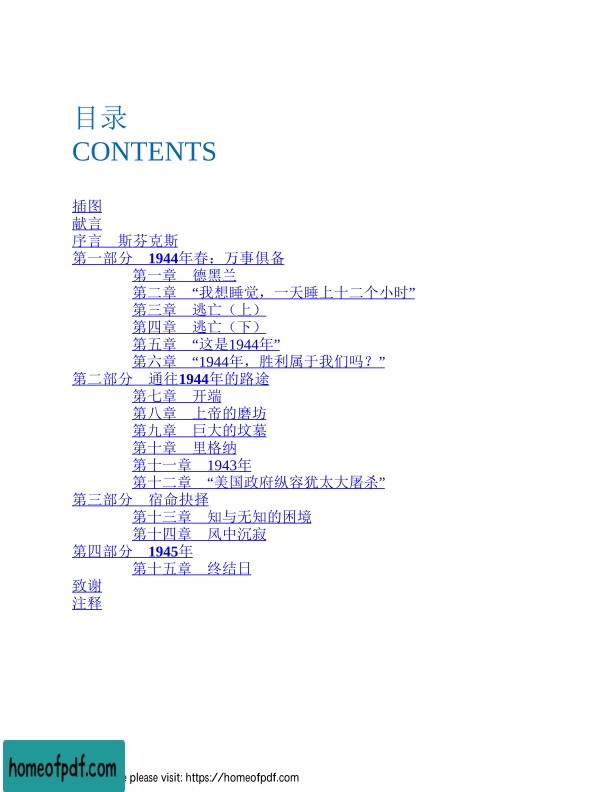 目录
CONTENTS
插图
献言
序言　斯芬克斯
第一部分　1944年春：万事俱备
第一章　德黑兰
第二章　“我想睡觉，一天睡上十二个小时”
第三章　逃亡（上）
第四章　逃亡（下）
第五章　“这是1944年”
第六章　“1944年，胜利属于我们吗？”
第二部分　通往1944年的路途
第七章　开端
第八章　上帝的磨坊
第九章　巨大的坟墓
第十章　里格纳
第十一章　1943年
第十二章　“美国政府纵容犹太大屠杀”
第三部分　宿命抉择
第十三章　知与无知的困境
第十四章　风中沉寂
第四部分　1945年
第十五章　终结日
致谢
注释
homeofpdf.com
e please visit: https://homeofpdf.com